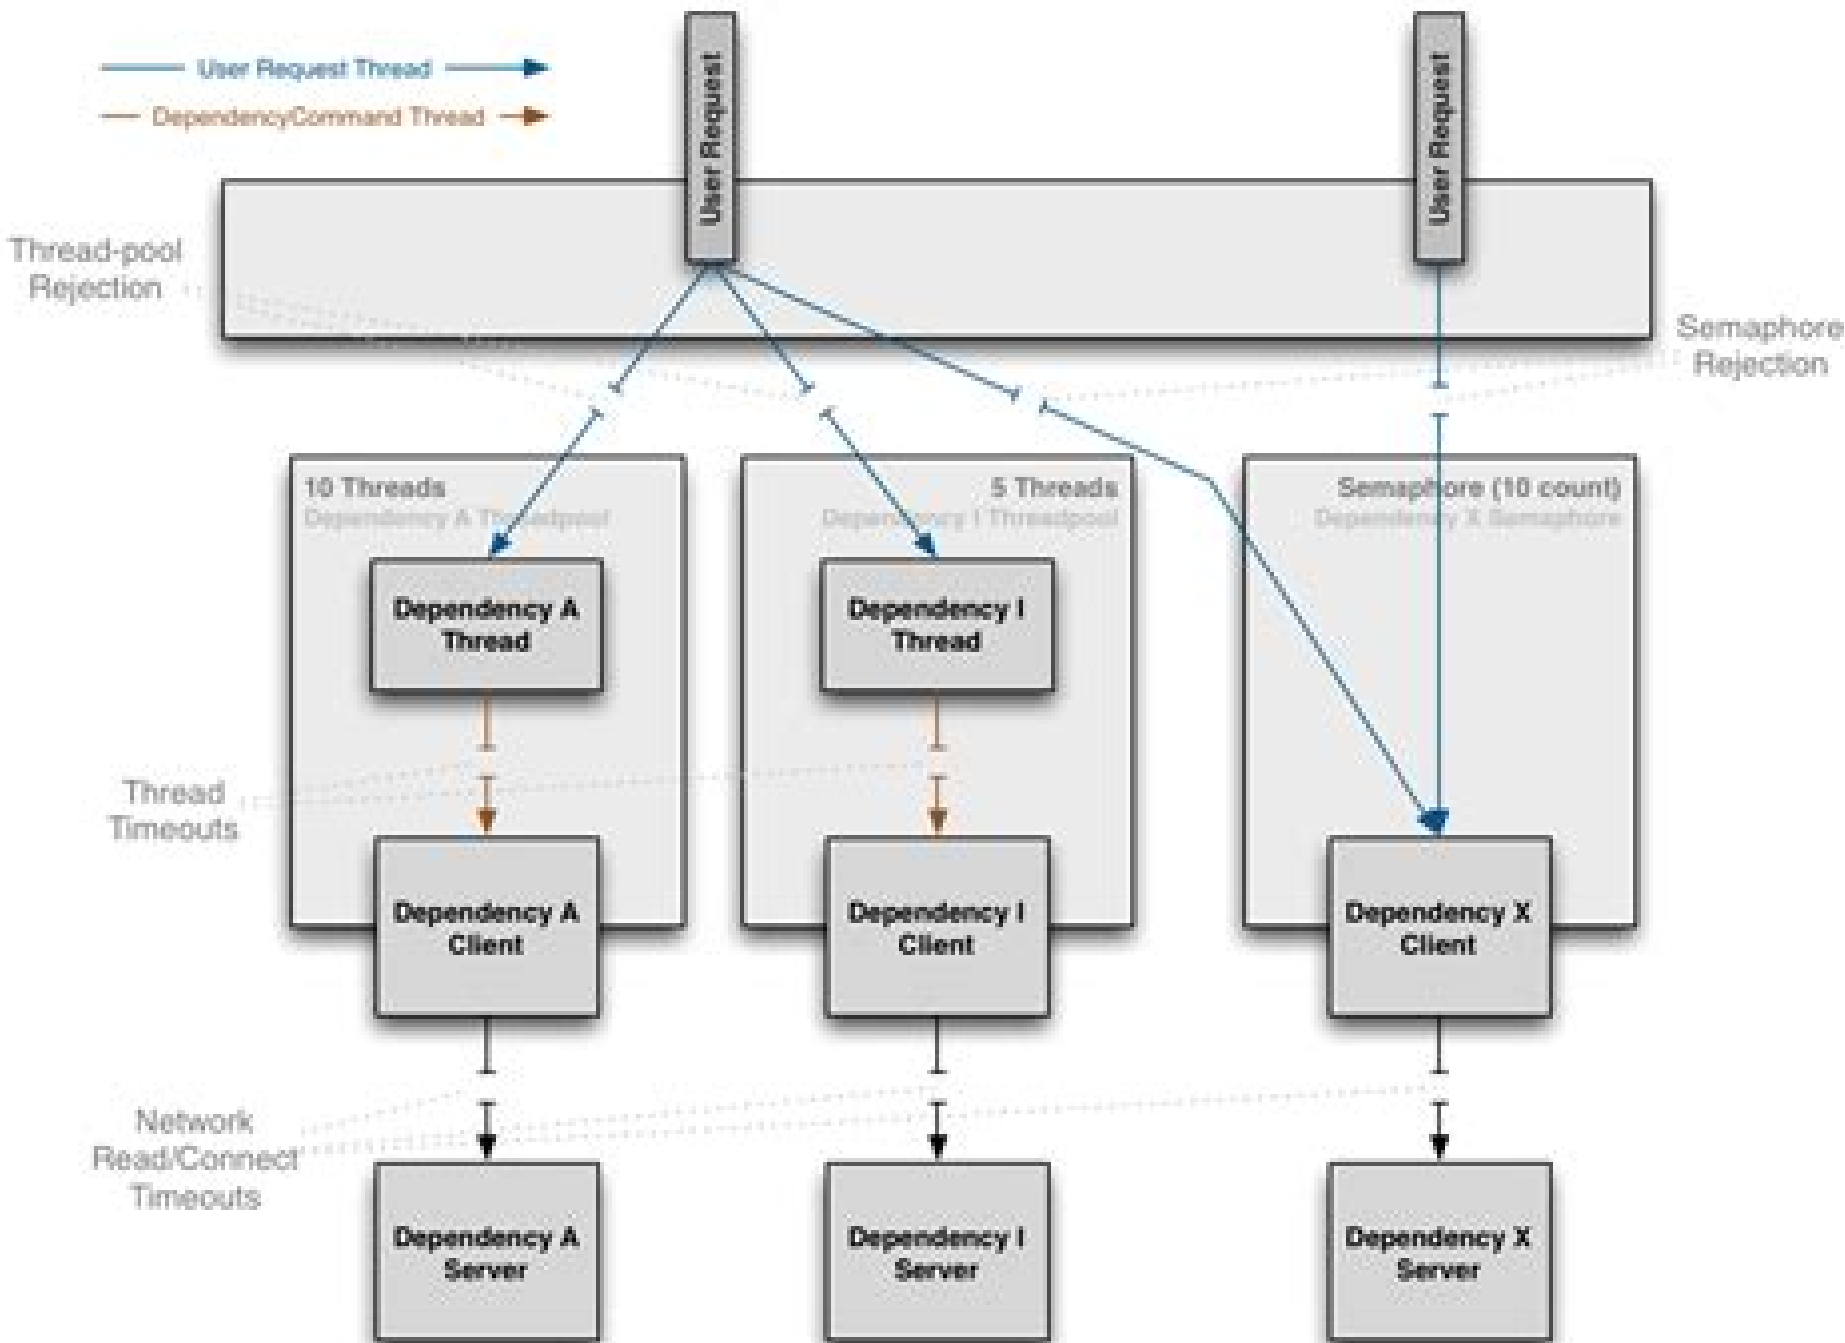 User Request Thread
DependencyCommand Thread
User Request
User Request
Thread-pool
Rejection
Semaphore
Rejection
10 Threads
Dependency A Threadpool
5 Threads
Dependency I Threadpool
Semaphore (10 count)
Dependency X Semaphore
Dependency A
Thread
Dependency I
Thread
Thread
Timeouts
Dependency A
Client
Dependency I
Client
Dependency X
Client
Network
Read/Connect
Timeouts
Dependency A
Server
Dependency I
Server
Dependency X
Server